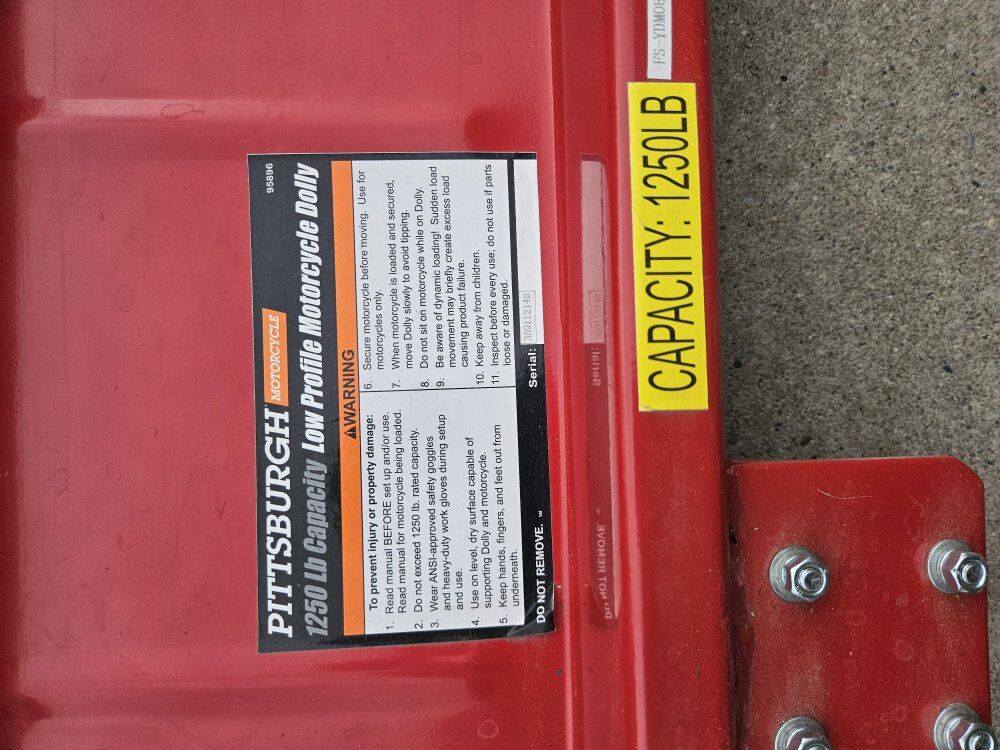 95896
PITTSBURGH MOTORCYCLE
1250 Lb Capacity Low Profile Motorcycle Dolly
WARNING
To prevent injury or property damage:
1. Read manual BEFORE set up and/or use.
Read manual for motorcycle being loaded.
2. Do not exceed 1250 lb. rated capacity.
3. Wear ANSI-approved safety goggles
and heavy-duty work gloves during setup
and use.
4. Use on level, dry surface capable of
supporting Dolly and motorcycle.
5. Keep hands, fingers, and feet out from
underneath.
6. Secure motorcycle before moving. Use for
motorcycles only.
7. When motorcycle is loaded and secured,
move Dolly slowly to avoid tipping.
8. Do not sit on motorcycle while on Dolly.
9. Be aware of dynamic loading! Sudden load
movement may briefly create excess load
causing product failure.
10. Keep away from children.
11. Inspect before every use; do not use if parts
loose or damaged.
DO NOT REMOVE.
Serial: 359112140
CAPACITY: 1250LB
FS-YDM08